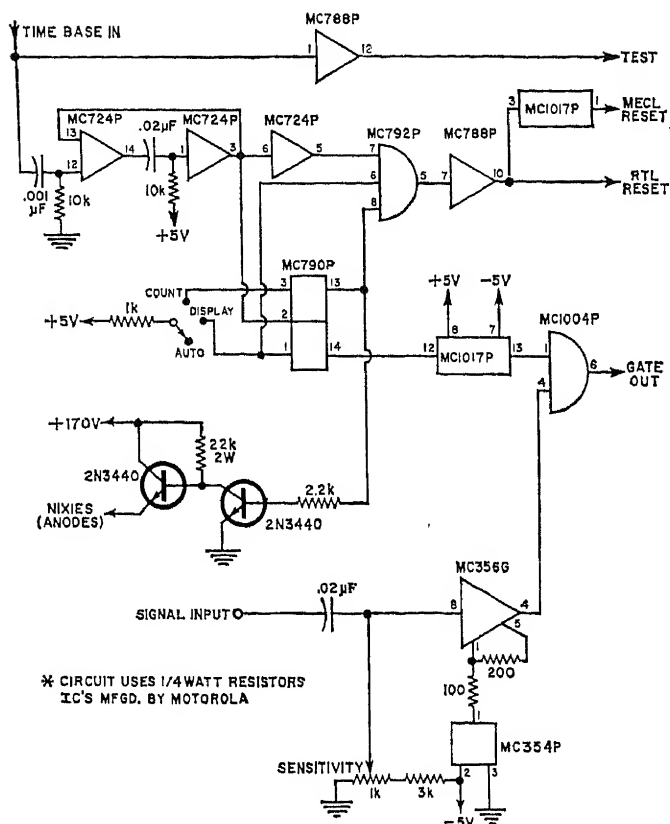 TIME BASE IN
MC788P
1
12
TEST
MC724P
MC724P
MC724P
MC792P
3
MC1017P
1
MECL RESET
13
.02µF
MC788P
12
14
1
3
6
5
7
6
8
5
7
10
RTL RESET
.001 µF
10k
10k
+5V
MC790P
COUNT
3
13
+5V
-5V
1k
DISPLAY
2
8
7
MC1004P
+5V
AUTO
1
14
12
MC1017P
13
1
6
GATE OUT
4
+170V
22k
2W
2N3440
2.2k
NIXIES (ANODES)
2N3440
MC356G
.02µF
SIGNAL INPUT
8
4
5
1
200
* CIRCUIT USES 1/4 WATT RESISTORS
IC'S MFGD. BY MOTOROLA
100
1
MC354P
SENSITIVITY
2
3
1k
3k
-5V